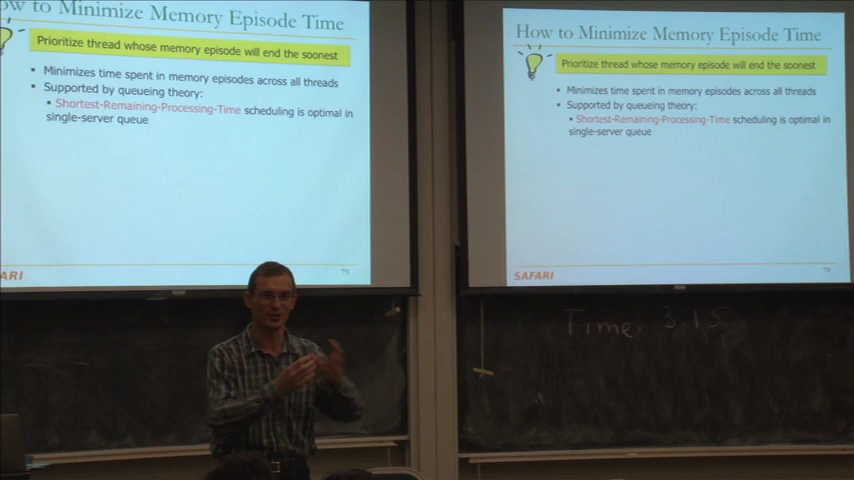 ow to Minimize Memory Episode Time
Prioritize thread whose memory episode will end the soonest
▪ Minimizes time spent in memory episodes across all threads
▪ Supported by queueing theory:
▪ Shortest-Remaining-Processing-Time scheduling is optimal in
single-server queue
ARI
79
How to Minimize Memory Episode Time
Prioritize thread whose memory episode will end the soonest
▪ Minimizes time spent in memory episodes across all threads
▪ Supported by queueing theory:
▪ Shortest-Remaining-Processing-Time scheduling is optimal in
single-server queue
SAFARI
79
Time